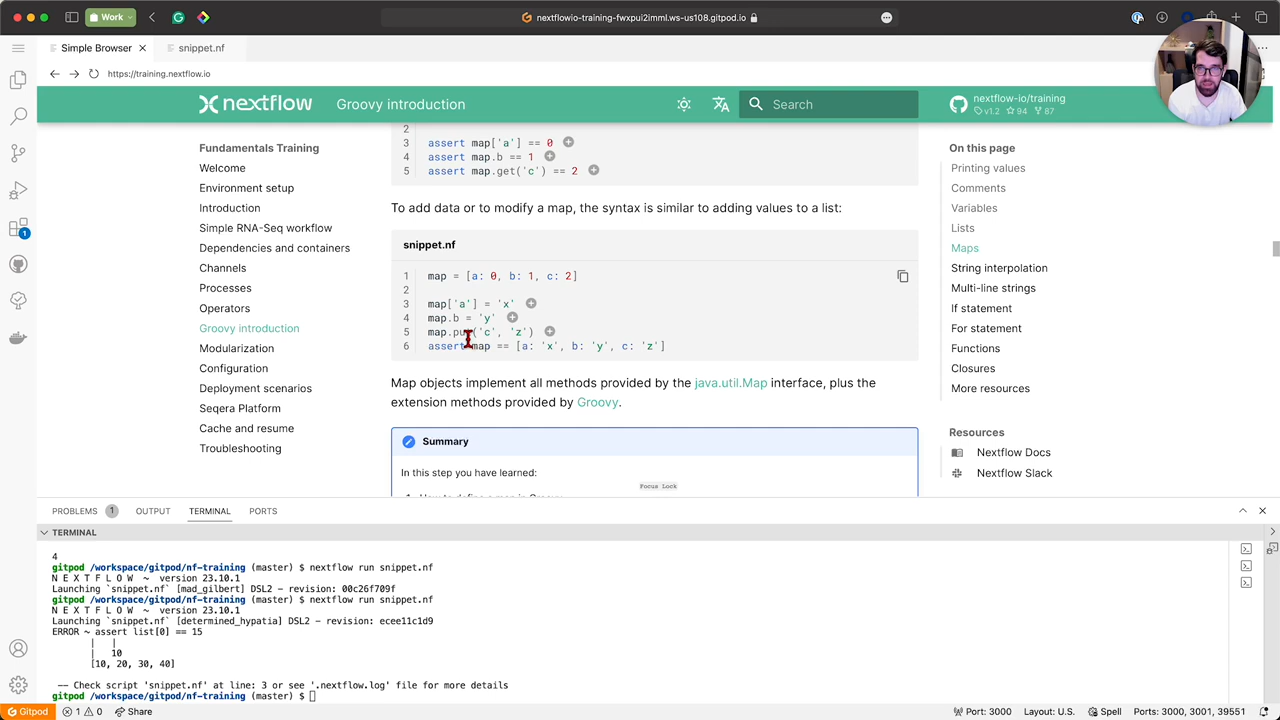 Work
nextflowio-training-fwxpui2imml.ws-us108.gitpod.io
Simple Browser
snippet.nf
https://training.nextflow.io
nextflow
Groovy introduction
Search
nextflow-io/training
v1.2 94 87
Fundamentals Training
Welcome
Environment setup
Introduction
Simple RNA-Seq workflow
Dependencies and containers
Channels
Processes
Operators
Groovy introduction
Modularization
Configuration
Deployment scenarios
Seqera Platform
Cache and resume
Troubleshooting
2
3 assert map['a'] == 0
4 assert map.b == 1
5 assert map.get('c') == 2
To add data or to modify a map, the syntax is similar to adding values to a list:
snippet.nf
1 map = [a: 0, b: 1, c: 2]
2
3 map['a'] = 'x'
4 map.b = 'y'
5 map.put('c', 'z')
6 assert map == [a: 'x', b: 'y', c: 'z']
Map objects implement all methods provided by the java.util.Map interface, plus the
extension methods provided by Groovy.
Summary
In this step you have learned:
Focus Lock
On this page
Printing values
Comments
Variables
Lists
Maps
String interpolation
Multi-line strings
If statement
For statement
Functions
Closures
More resources
Resources
Nextflow Docs
Nextflow Slack
1
PROBLEMS 1 OUTPUT TERMINAL PORTS
TERMINAL
4
gitpod /workspace/gitpod/nf-training (master) $ nextflow run snippet.nf
N E X T F L O W ~ version 23.10.1
Launching `snippet.nf` [mad_gilbert] DSL2 - revision: 00c26f709f
gitpod /workspace/gitpod/nf-training (master) $ nextflow run snippet.nf
N E X T F L O W ~ version 23.10.1
Launching `snippet.nf` [determined_hypatia] DSL2 - revision: ecee11c1d9
ERROR ~ assert list[0] == 15
| |
| 10
[10, 20, 30, 40]
-- Check script 'snippet.nf' at line: 3 or see '.nextflow.log' file for more details
gitpod /workspace/gitpod/nf-training (master) $
Gitpod 1 0 Share Port: 3000 Layout: U.S. Spell Ports: 3000, 3001, 39551